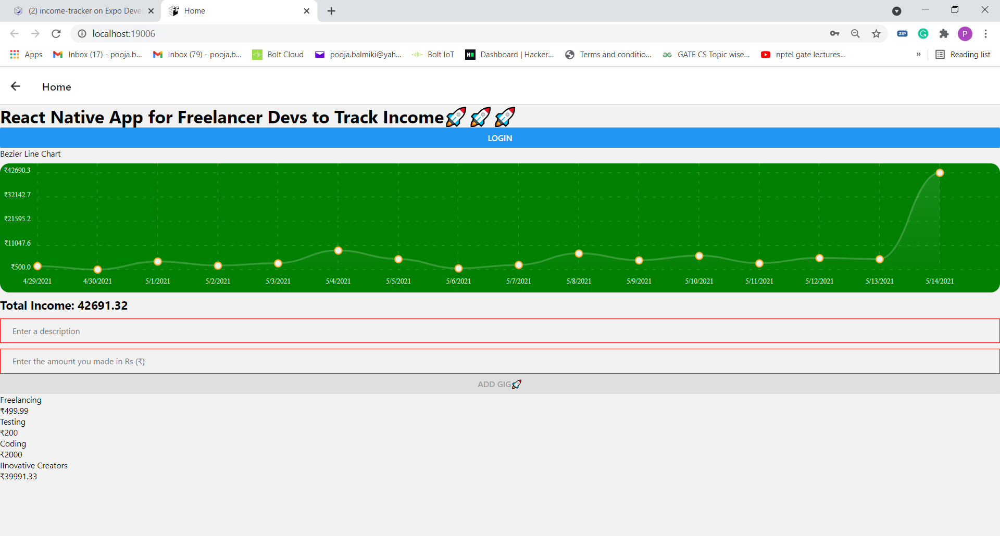 (2) income-tracker on Expo Deve
Home
localhost:19006
ZIP
P
Apps
Inbox (17) - pooja.b...
Inbox (79) - pooja.b...
Bolt Cloud
pooja.balmiki@yah...
Bolt IoT
Dashboard | Hacker...
Terms and conditio...
GATE CS Topic wise...
nptel gate lectures...
»
Reading list
Home
React Native App for Freelancer Devs to Track Income🚀🚀🚀
LOGIN
Bezier Line Chart
₹42690.3
₹32142.7
₹21595.2
₹11047.6
₹500.0
4/29/2021 4/30/2021 5/1/2021 5/2/2021 5/3/2021 5/4/2021 5/5/2021 5/6/2021 5/7/2021 5/8/2021 5/9/2021 5/10/2021 5/11/2021 5/12/2021 5/13/2021 5/14/2021
Total Income: 42691.32
Enter a description
Enter the amount you made in Rs (₹)
ADD GIG🚀
Freelancing
₹499.99
Testing
₹200
Coding
₹2000
IInovative Creators
₹39991.33